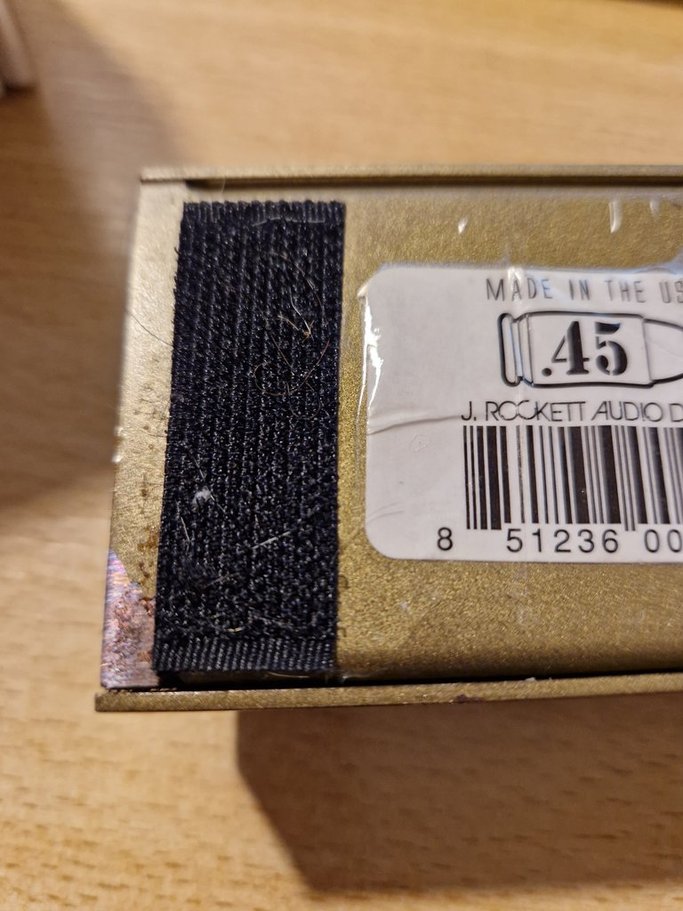 MADE IN THE US
.45
J. ROCKETT AUDIO D
8 51236 00